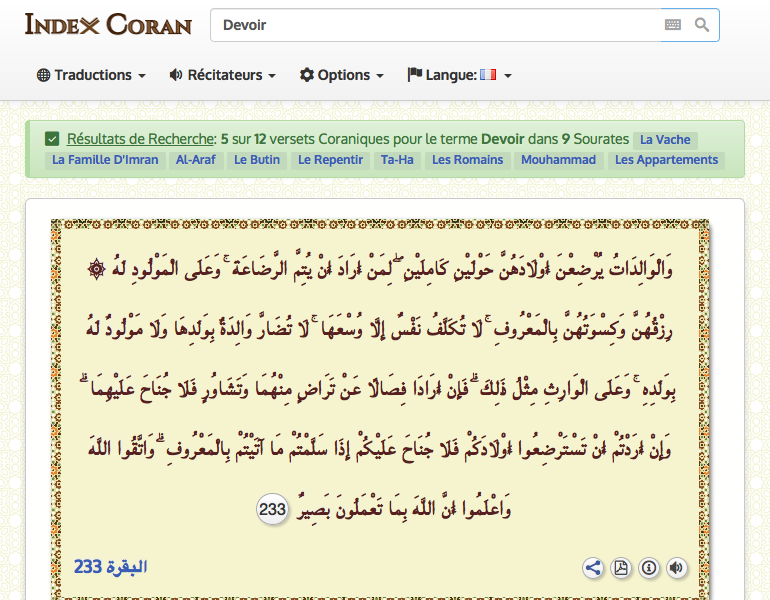 INDEX CORAN
Devoir
Traductions
Récitateurs
Options
Langue:
Résultats de Recherche: 5 sur 12 versets Coraniques pour le terme Devoir dans 9 Sourates La Vache
La Famille D'Imran Al-Araf Le Butin Le Repentir Ta-Ha Les Romains Mouhammad Les Appartements
وَالْوَالِدَاتُ يُرْضِعْنَ أَوْلَادَهُنَّ حَوْلَيْنِ كَامِلَيْنِ ۖ لِمَنْ أَرَادَ أَنْ يُتِمَّ الرَّضَاعَةَ ۚ وَعَلَى الْمَوْلُودِ لَهُ ۞
رِزْقُهُنَّ وَكِسْوَتُهُنَّ بِالْمَعْرُوفِ ۚ لَا تُكَلَّفُ نَفْسٌ إِلَّا وُسْعَهَا ۚ لَا تُضَارَّ وَالِدَةٌ بِوَلَدِهَا وَلَا مَوْلُودٌ لَهُ
بِوَلَدِهِ ۚ وَعَلَى الْوَارِثِ مِثْلُ ذَٰلِكَ ۗ فَإِنْ أَرَادَا فِصَالًا عَنْ تَرَاضٍ مِنْهُمَا وَتَشَاوُرٍ فَلَا جُنَاحَ عَلَيْهِمَا ۗ
وَإِنْ أَرَدْتُمْ أَنْ تَسْتَرْضِعُوا أَوْلَادَكُمْ فَلَا جُنَاحَ عَلَيْكُمْ إِذَا سَلَّمْتُمْ مَا آتَيْتُمْ بِالْمَعْرُوفِ ۗ وَاتَّقُوا اللَّهَ
وَاعْلَمُوا أَنَّ اللَّهَ بِمَا تَعْمَلُونَ بَصِيرٌ 233
البقرة 233